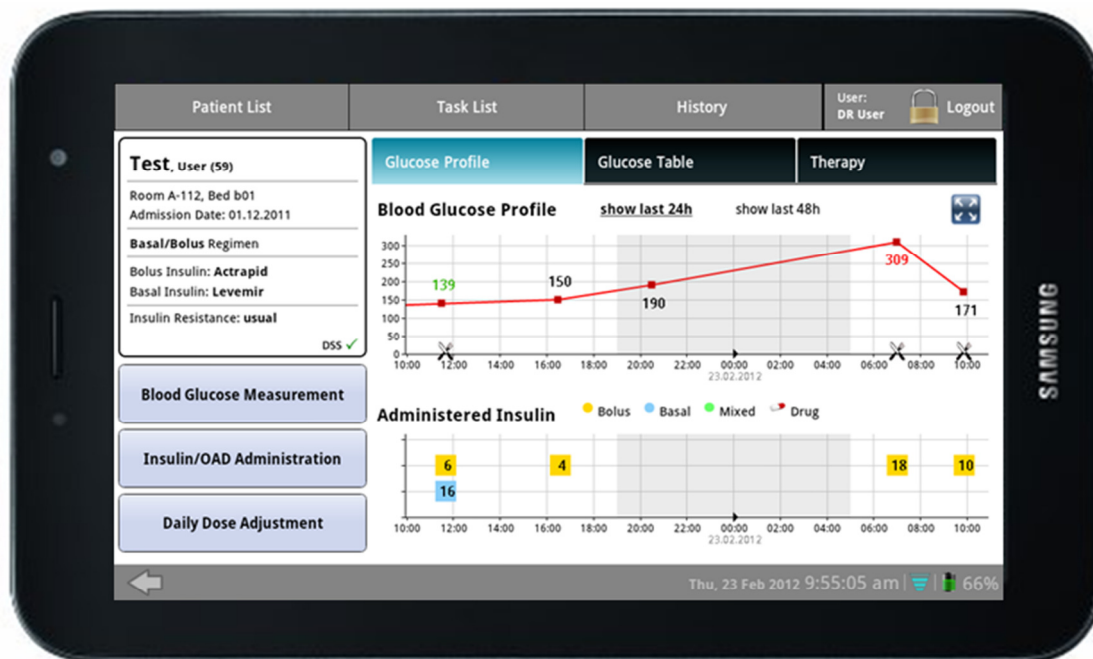 Patient List
Task List
History
User:
DR User
Logout
Test, User (59)
Room A-112, Bed b01
Admission Date: 01.12.2011
Basal/Bolus Regimen
Bolus Insulin: Actrapid
Basal Insulin: Levemir
Insulin Resistance: usual
DSS
Blood Glucose Measurement
Insulin/OAD Administration
Daily Dose Adjustment
Glucose Profile
Glucose Table
Therapy
Blood Glucose Profile
show last 24h
show last 48h
300
250
200
150
100
50
0
139
150
190
309
171
10:00 12:00 14:00 16:00 18:00 20:00 22:00 00:00 02:00 04:00 06:00 08:00 10:00
23.02.2012
Administered Insulin
Bolus
Basal
Mixed
Drug
6 4 18 10
16
10:00 12:00 14:00 16:00 18:00 20:00 22:00 00:00 02:00 04:00 06:00 08:00 10:00
23.02.2012
Thu, 23 Feb 2012 9:55:05 am
66%
SAMSUNG